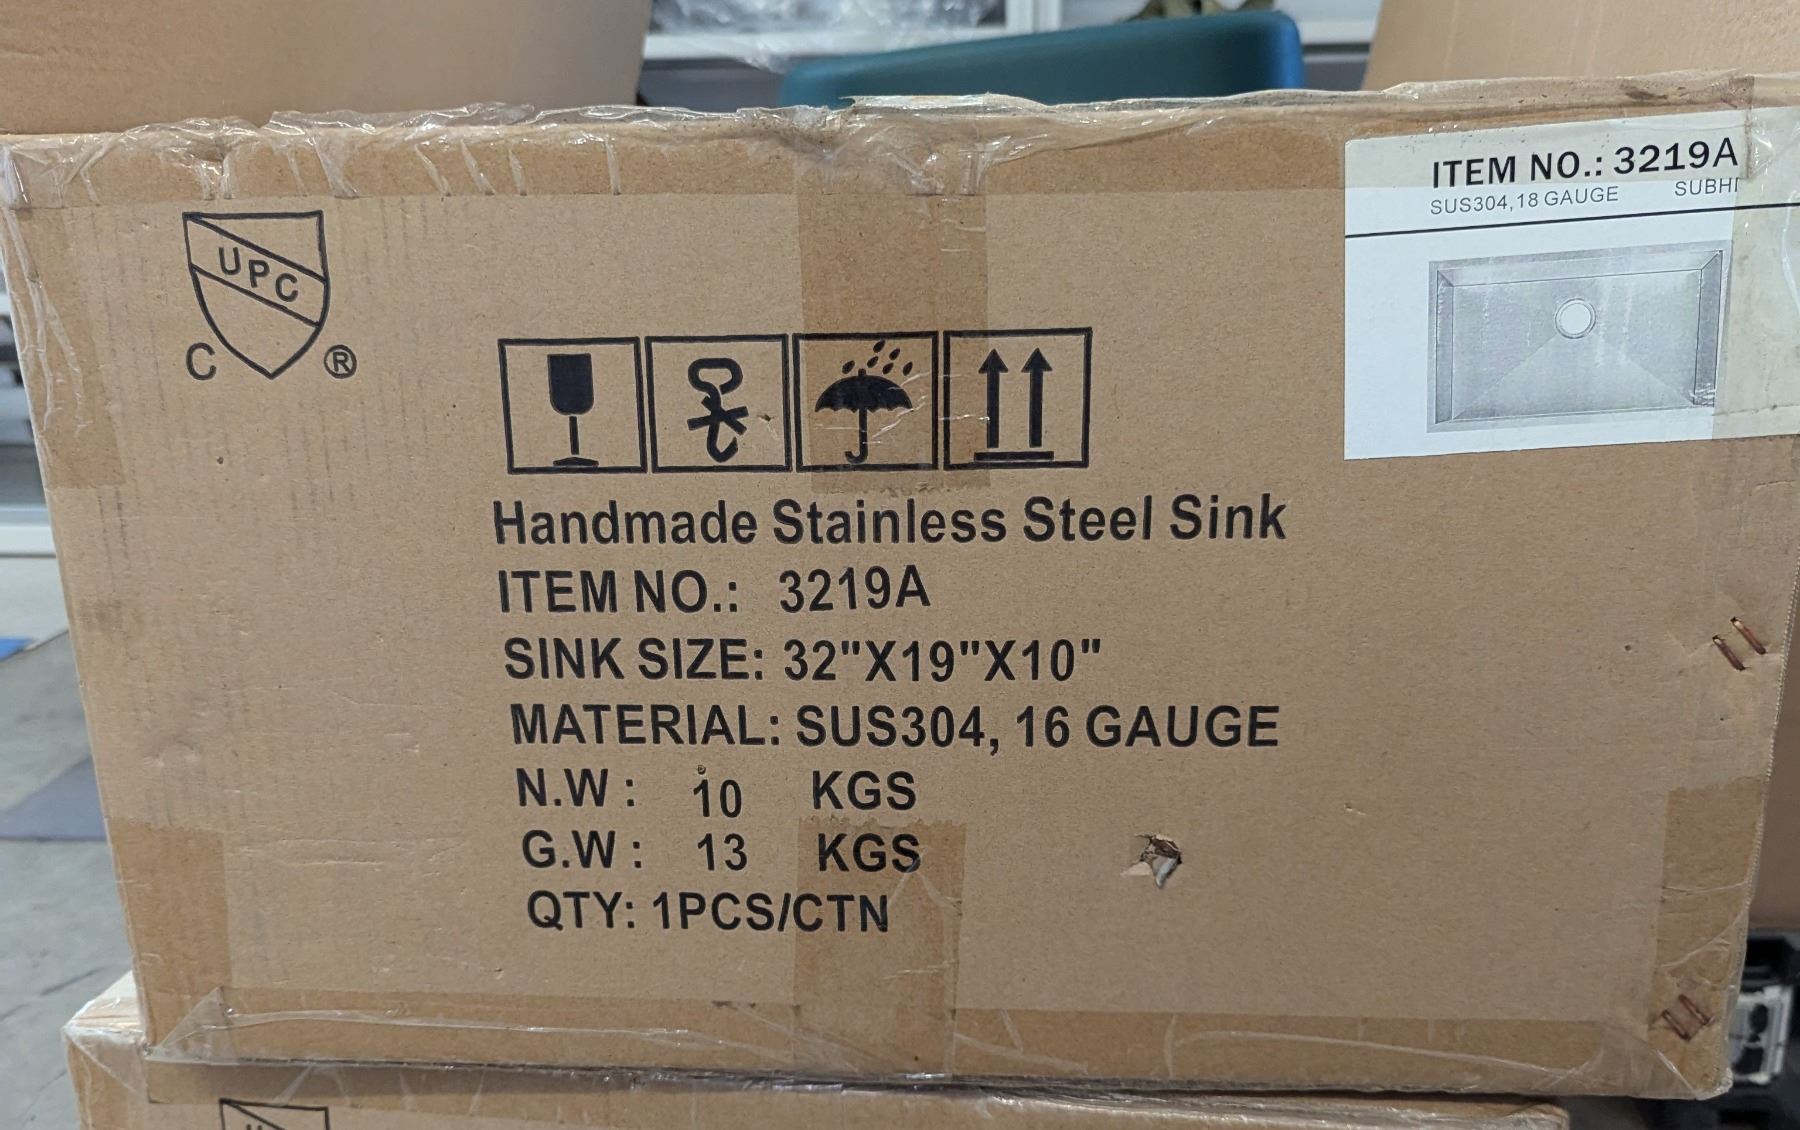 UPC
C ®
ITEM NO.: 3219A
SUS304,18 GAUGE
Handmade Stainless Steel Sink
ITEM NO.: 3219A
SINK SIZE: 32"X19"X10"
MATERIAL: SUS304, 16 GAUGE
N.W: 10 KGS
G.W: 13 KGS
QTY: 1PCS/CTN